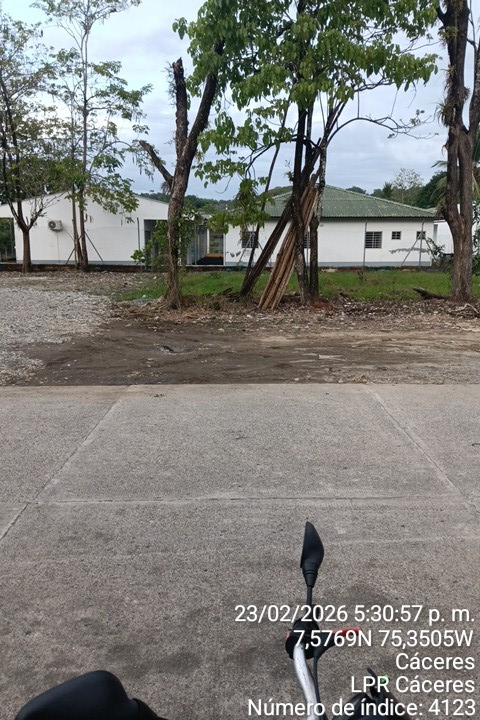 23/02/2026 5:30:57 p. m.
7,5769N 75,3505W
Cáceres
LPR Cáceres
Número de índice: 4123